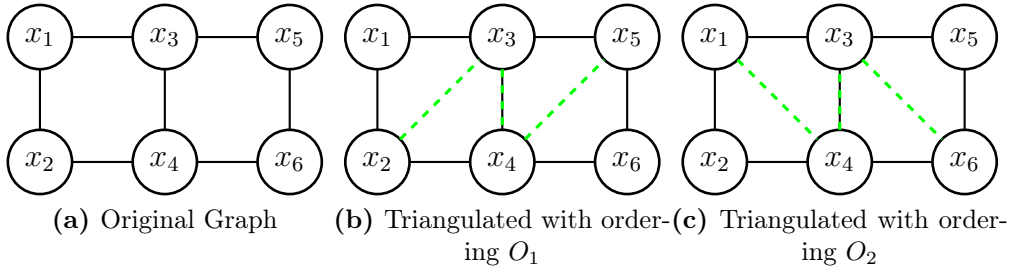 x1 x3 x5 x1 x3 x5 x1 x3 x5
x2 x4 x6 x2 x4 x6 x2 x4 x6
(a) Original Graph
(b) Triangulated with order-
ing O1
(c) Triangulated with order-
ing O2